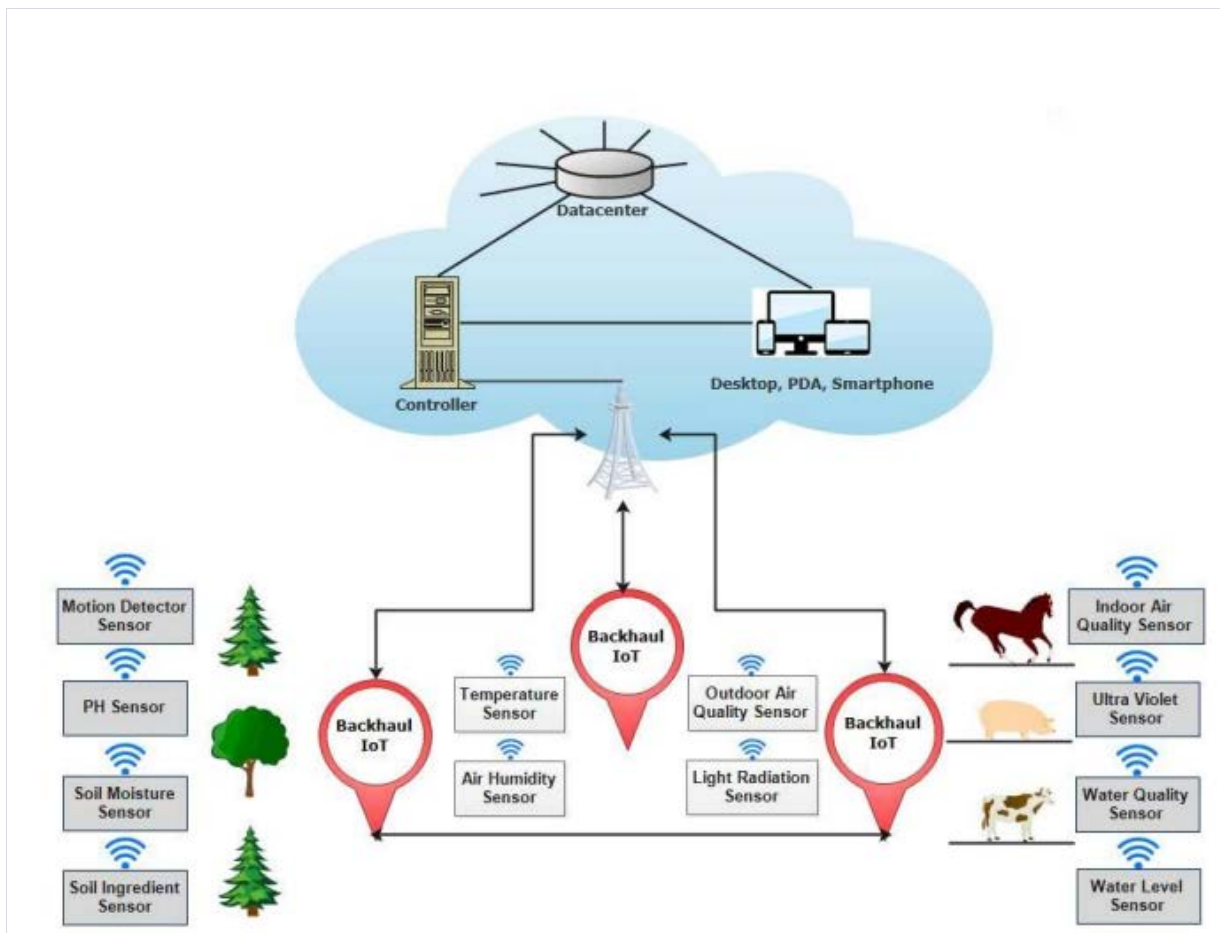 Datacenter
Controller
Desktop, PDA, Smartphone
Motion Detector
Sensor
PH Sensor
Soil Moisture
Sensor
Soil Ingredient
Sensor
Backhaul
IoT
Temperature
Sensor
Air Humidity
Sensor
Backhaul
IoT
Outdoor Air
Quality Sensor
Light Radiation
Sensor
Backhaul
IoT
Indoor Air
Quality Sensor
Ultra Violet
Sensor
Water Quality
Sensor
Water Level
Sensor